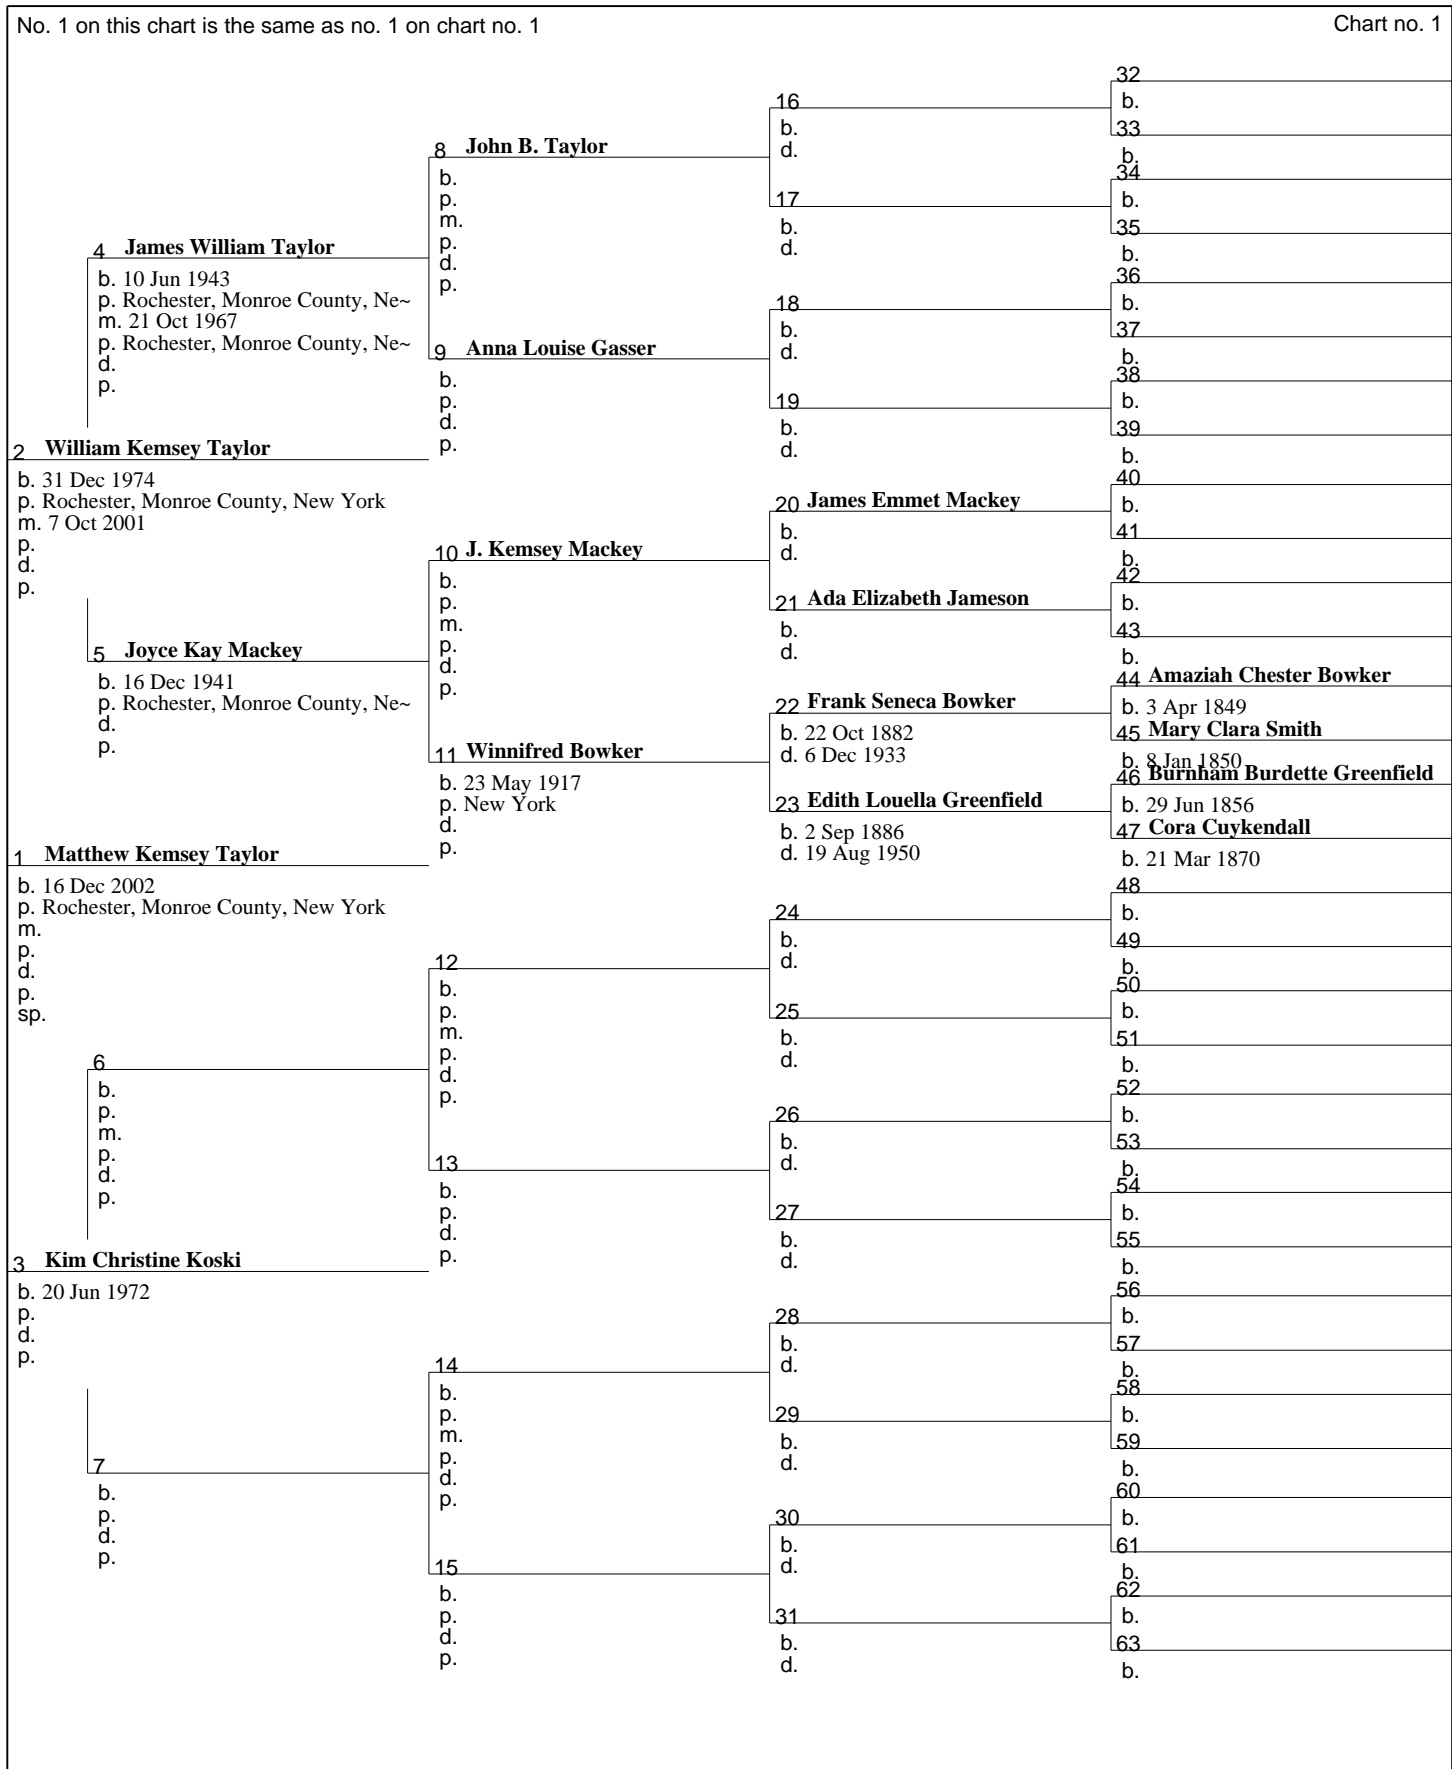 No. 1 on this chart is the same as no. 1 on chart no. 1
Chart no. 1
1 Matthew Kemsey Taylor
b. 16 Dec 2002
p. Rochester, Monroe County, New York
m.
p.
d.
p.
sp.
2 William Kemsey Taylor
b. 31 Dec 1974
p. Rochester, Monroe County, New York
m. 7 Oct 2001
p.
d.
p.
3 Kim Christine Koski
b. 20 Jun 1972
p.
d.
p.
4 James William Taylor
b. 10 Jun 1943
p. Rochester, Monroe County, Ne~
m. 21 Oct 1967
p. Rochester, Monroe County, Ne~
d.
p.
5 Joyce Kay Mackey
b. 16 Dec 1941
p. Rochester, Monroe County, Ne~
d.
p.
6
b.
p.
m.
p.
d.
p.
7
b.
p.
d.
p.
8 John B. Taylor
b.
p.
m.
p.
d.
p.
9 Anna Louise Gasser
b.
p.
d.
p.
10 J. Kemsey Mackey
b.
p.
m.
p.
d.
p.
11 Winnifred Bowker
b. 23 May 1917
p. New York
d.
p.
12
b.
p.
m.
p.
d.
p.
13
b.
p.
d.
p.
14
b.
p.
m.
p.
d.
p.
15
b.
p.
d.
p.
16
b.
d.
17
b.
d.
18
b.
d.
19
b.
d.
20 James Emmet Mackey
b.
d.
21 Ada Elizabeth Jameson
b.
d.
22 Frank Seneca Bowker
b. 22 Oct 1882
d. 6 Dec 1933
23 Edith Louella Greenfield
b. 2 Sep 1886
d. 19 Aug 1950
24
b.
d.
25
b.
d.
26
b.
d.
27
b.
d.
28
b.
d.
29
b.
d.
30
b.
d.
31
b.
d.
32
b.
33
b.
34
b.
35
b.
36
b.
37
b.
38
b.
39
b.
40
b.
41
b.
42
b.
43
b.
44 Amaziah Chester Bowker
b. 3 Apr 1849
45 Mary Clara Smith
b. 8 Jan 1850
46 Burnham Burdette Greenfield
b. 29 Jun 1856
47 Cora Cuykendall
b. 21 Mar 1870
48
b.
49
b.
50
b.
51
b.
52
b.
53
b.
54
b.
55
b.
56
b.
57
b.
58
b.
59
b.
60
b.
61
b.
62
b.
63
b.